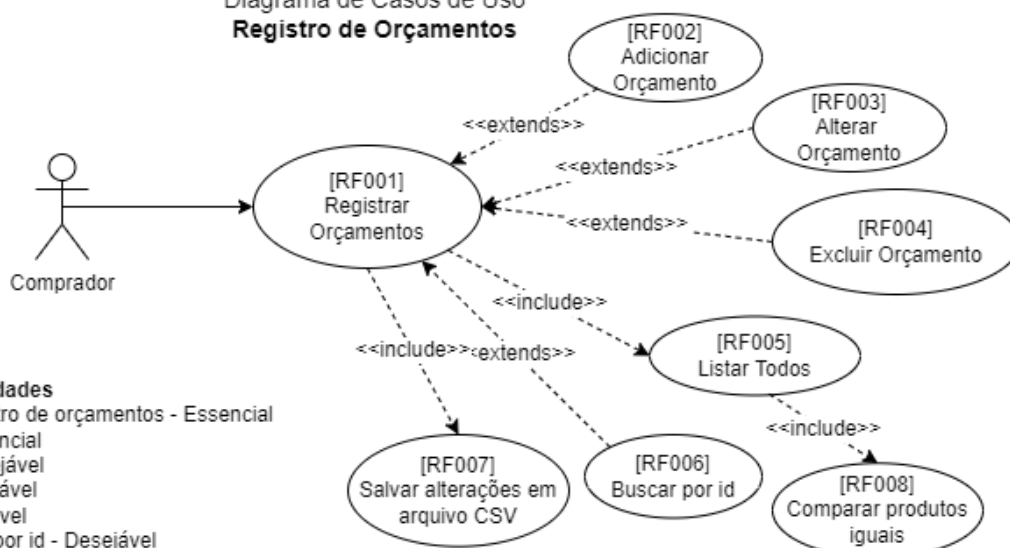 Diagrama de Casos de Uso
Registro de Orçamentos
[RF002]
Adicionar
Orçamento
<<extends>>
[RF003]
Alterar
Orçamento
<<extends>>
[RF001]
Registrar
Orçamentos
<<extends>>
[RF004]
Excluir Orçamento
Comprador
<<include>>
[RF005]
Listar Todos
<<include>>
<extends>>
<<include>>
dades
ro de orçamentos - Essencial
ncial
jável
ável
vel
por id - Desejável
[RF007]
Salvar alterações em
arquivo CSV
[RF006]
Buscar por id
[RF008]
Comparar produtos
iguais